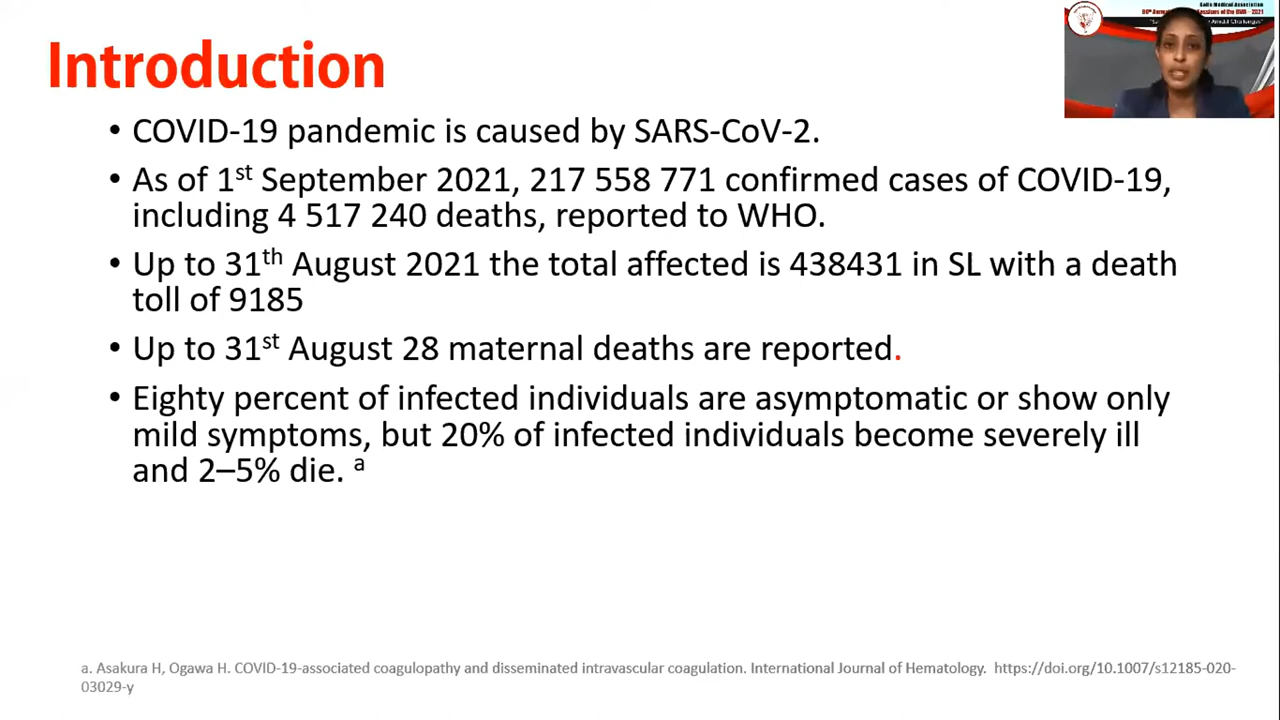 Introduction
Galle Medical Association
• COVID-19 pandemic is caused by SARS-CoV-2.
• As of 1st September 2021, 217 558 771 confirmed cases of COVID-19,
including 4 517 240 deaths, reported to WHO.
• Up to 31th August 2021 the total affected is 438431 in SL with a death
toll of 9185
• Up to 31st August 28 maternal deaths are reported.
• Eighty percent of infected individuals are asymptomatic or show only
mild symptoms, but 20% of infected individuals become severely ill
and 2–5% die. a
a. Asakura H, Ogawa H. COVID-19-associated coagulopathy and disseminated intravascular coagulation. International Journal of Hematology. https://doi.org/10.1007/s12185-020-
03029-y